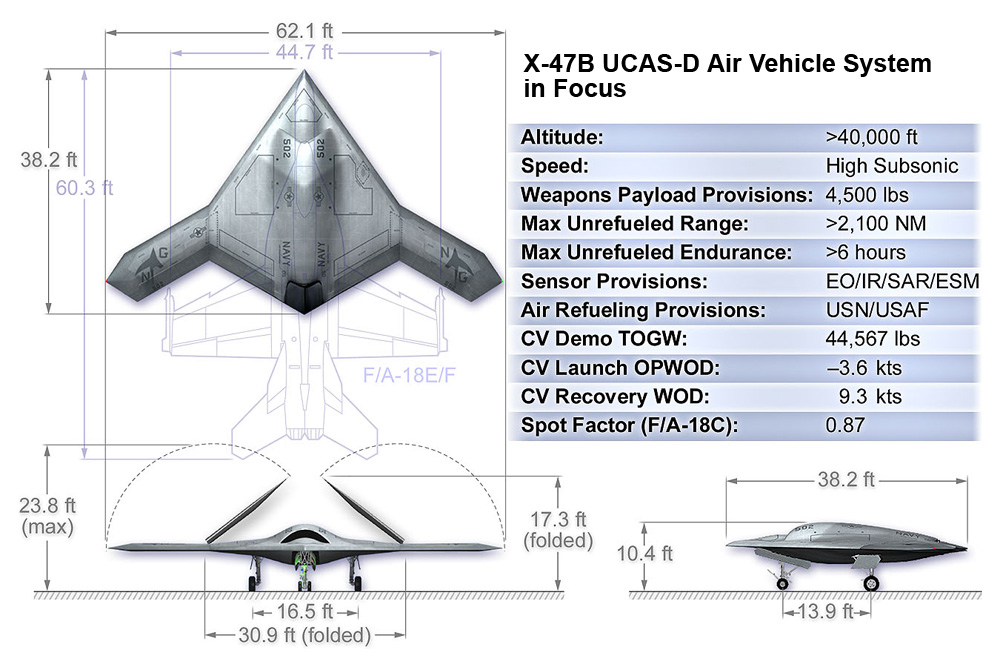 62.1 ft
44.7 ft
X-47B UCAS-D Air Vehicle System
in Focus
38.2 ft
60.3 ft
502
502
NAVY
NAVY
N G
N G
F/A-18E/F
Altitude: >40,000 ft
Speed: High Subsonic
Weapons Payload Provisions: 4,500 lbs
Max Unrefueled Range: >2,100 NM
Max Unrefueled Endurance: >6 hours
Sensor Provisions: EO/IR/SAR/ESM
Air Refueling Provisions: USN/USAF
CV Demo TOGW: 44,567 lbs
CV Launch OPWOD: –3.6 kts
CV Recovery WOD: 9.3 kts
Spot Factor (F/A-18C): 0.87
23.8 ft
(max)
17.3 ft
(folded)
16.5 ft
30.9 ft (folded)
38.2 ft
10.4 ft
502
NAVY
13.9 ft